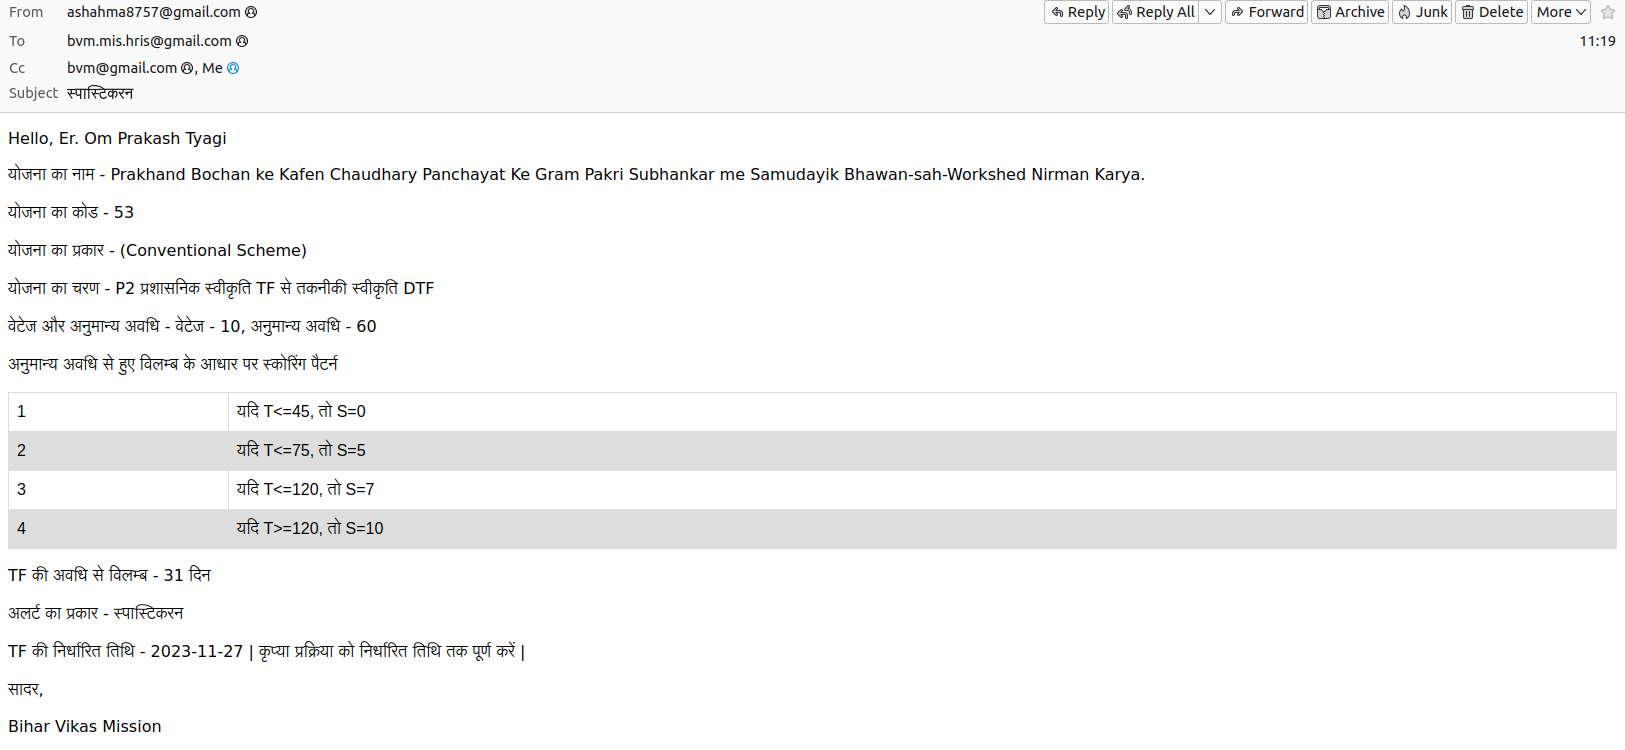 From ashahma8757@gmail.com Reply Reply All Forward Archive Junk Delete More
To bvm.mis.hris@gmail.com 11:19
Cc bvm@gmail.com, Me
Subject स्पास्टिकरन
Hello, Er. Om Prakash Tyagi
योजना का नाम - Prakhand Bochan ke Kafen Chaudhary Panchayat Ke Gram Pakri Subhankar me Samudayik Bhawan-sah-Workshed Nirman Karya.
योजना का कोड - 53
योजना का प्रकार - (Conventional Scheme)
योजना का चरण - P2 प्रशासनिक स्वीकृति TF से तकनीकी स्वीकृति DTF
वेटेज और अनुमान्य अवधि - वेटेज - 10, अनुमान्य अवधि - 60
अनुमान्य अवधि से हुए विलम्ब के आधार पर स्कोरिंग पैटर्न
1 यदि T<=45, तो S=0
2 यदि T<=75, तो S=5
3 यदि T<=120, तो S=7
4 यदि T>=120, तो S=10
TF की अवधि से विलम्ब - 31 दिन
अलर्ट का प्रकार - स्पास्टिकरन
TF की निर्धारित तिथि - 2023-11-27 | कृप्या प्रक्रिया को निर्धारित तिथि तक पूर्ण करें |
सादर,
Bihar Vikas Mission